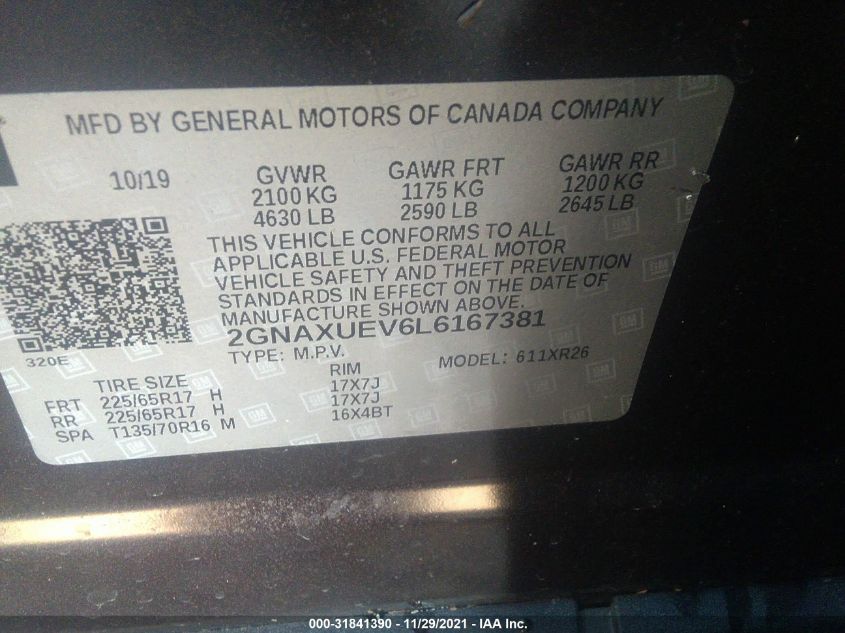 MFD BY GENERAL MOTORS OF CANADA COMPANY
10/19 GVWR GAWR FRT GAWR RR
2100 KG 1175 KG 1200 KG
4630 LB 2590 LB 2645 LB
THIS VEHICLE CONFORMS TO ALL
APPLICABLE U.S. FEDERAL MOTOR
VEHICLE SAFETY AND THEFT PREVENTION
STANDARDS IN EFFECT ON THE DATE OF
MANUFACTURE SHOWN ABOVE.
2GNAXUEV6L6167381
320E TYPE: M.P.V. MODEL: 611XR26
TIRE SIZE RIM
FRT 225/65R17 H 17X7J
RR 225/65R17 H 17X7J
SPA T135/70R16 M 16X4BT
000-31841390 - 11/29/2021 - IAA Inc.